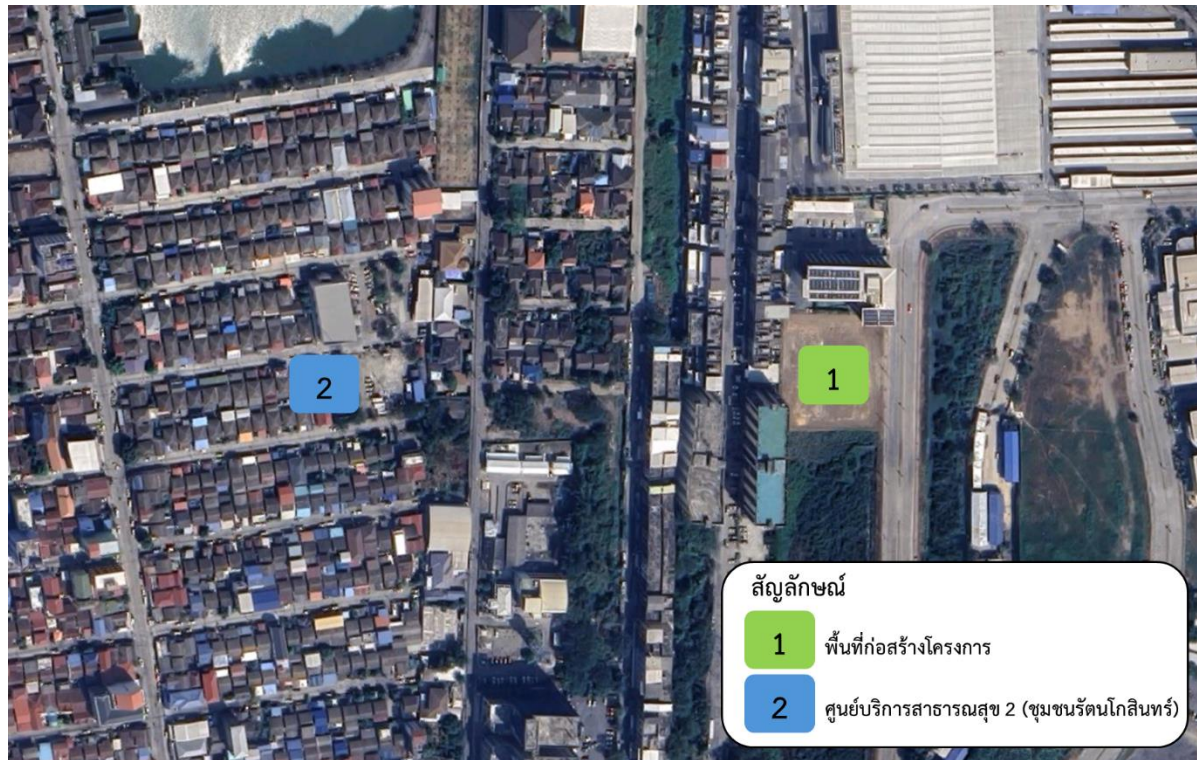 2
1
สัญลักษณ์
1 พื้นที่ก่อสร้างโครงการ
2 ศูนย์บริการสาธารณสุข 2 (ชุมชนรัตนโกสินทร์)